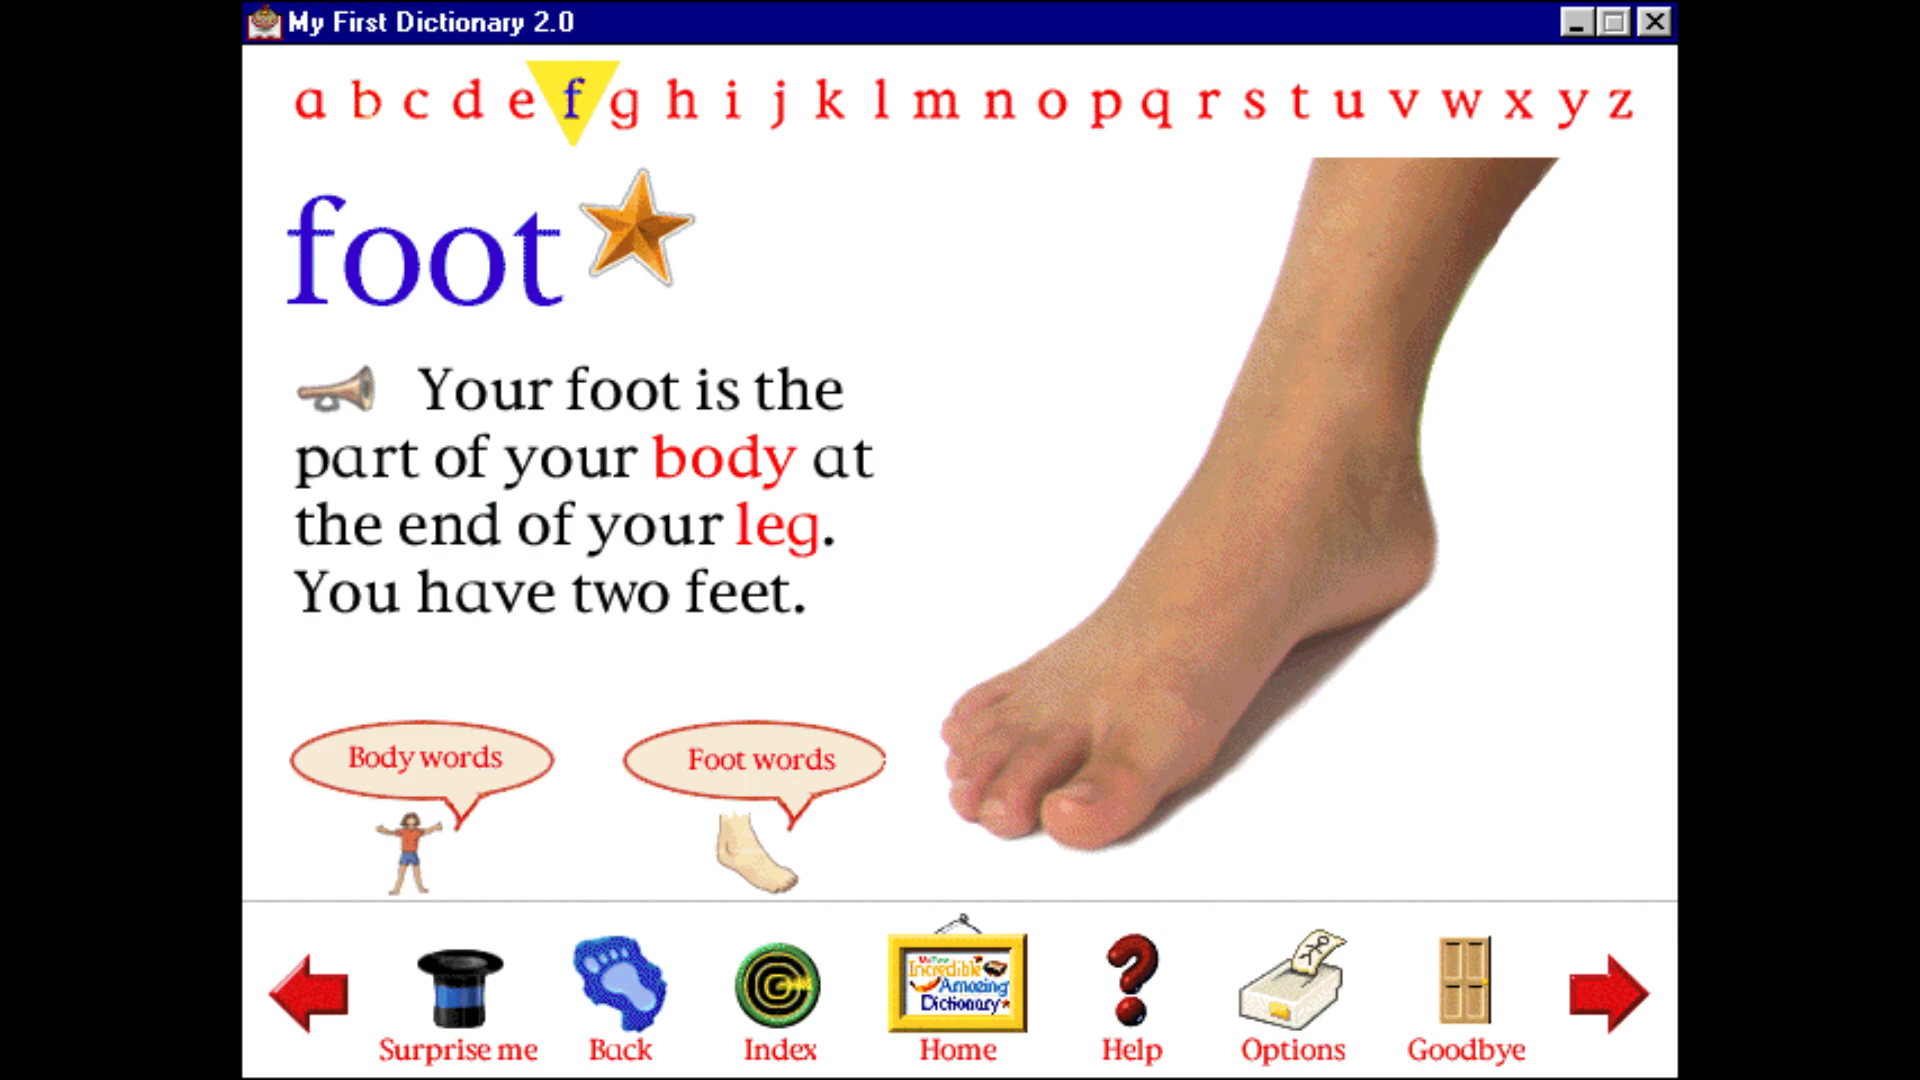 My First Dictionary 2.0
a b c d e f g h i j k l m n o p q r s t u v w x y z
foot
Your foot is the
part of your body at
the end of your leg.
You have two feet.
Body words
Foot words
My First
Incredible
Amazing
Dictionary
Surprise me
Back
Index
Home
Help
Options
Goodbye